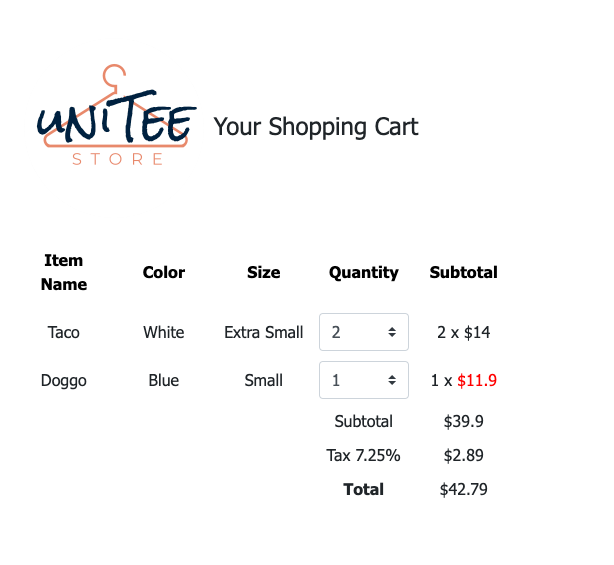 UNITEE
STORE
Your Shopping Cart
Item Name Color Size Quantity Subtotal
Taco White Extra Small 2 2 x $14
Doggo Blue Small 1 1 x $11.9
Subtotal $39.9
Tax 7.25% $2.89
Total $42.79